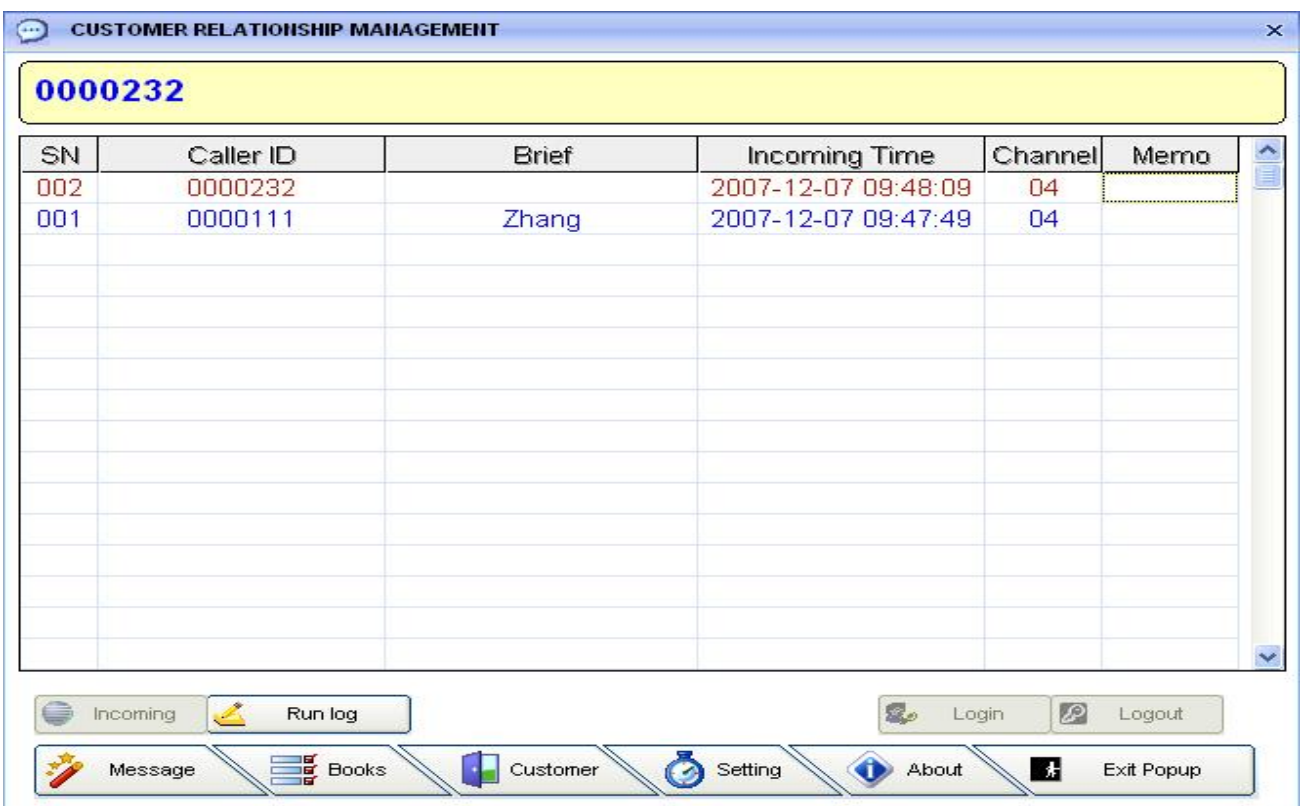 CUSTOMER RELATIONSHIP MANAGEMENT
0000232
SN Caller ID Brief Incoming Time Channel Memo
002 0000232 2007-12-07 09:48:09 04
001 0000111 Zhang 2007-12-07 09:47:49 04
Incoming Run log Login Logout
Message Books Customer Setting About Exit Popup